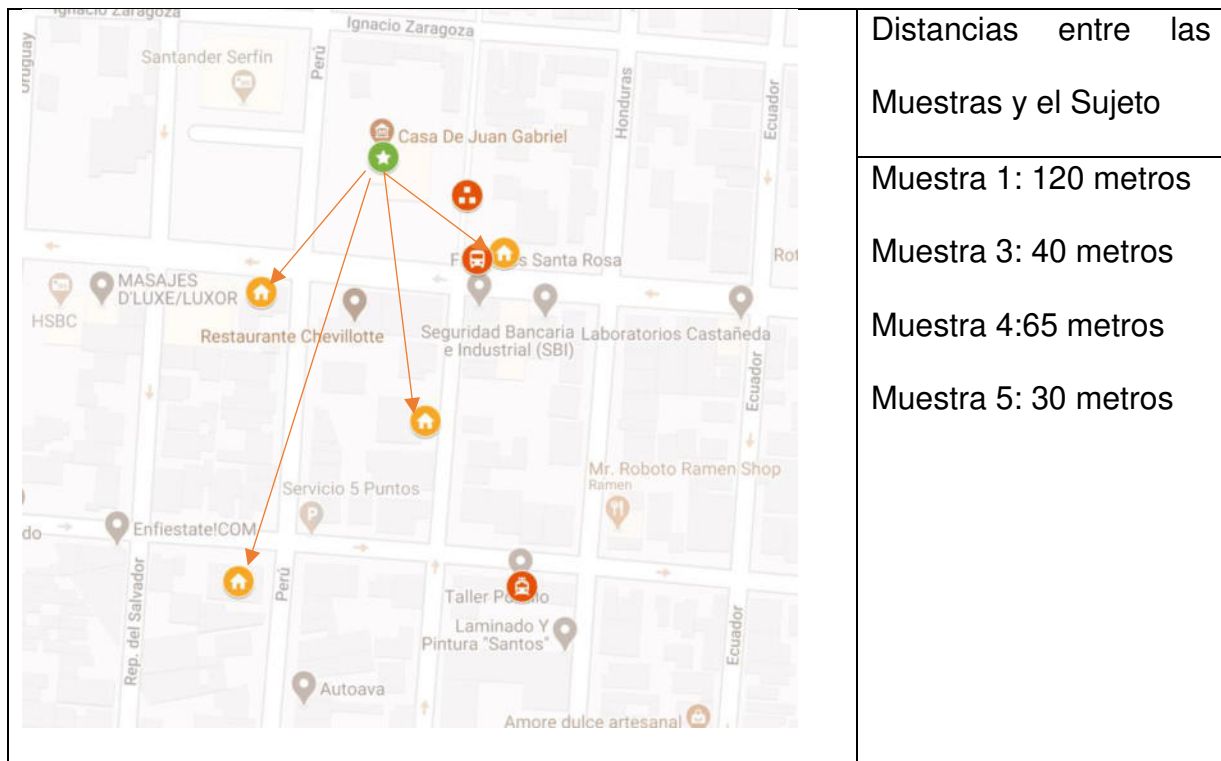 Ignacio Zaragoza
Ignacio Zaragoza
Uruguay
Santander Serfin
Perú
Honduras
Ecuador
Casa De Juan Gabriel
Santa Rosa
MASAJES
D'LUXE/LUXOR
HSBC
Restaurante Chevillotte
Seguridad Bancaria
e Industrial (SBI)
Laboratorios Castañeda
Ecuador
Mr. Roboto Ramen Shop
Ramen
Servicio 5 Puntos
P
do
Enfiestate!COM
Rep. del Salvador
Perú
Taller
Laminado Y
Pintura "Santos"
Ecuador
Autoava
Amore dulce artesanal
Distancias entre las
Muestras y el Sujeto
Muestra 1: 120 metros
Muestra 3: 40 metros
Muestra 4:65 metros
Muestra 5: 30 metros